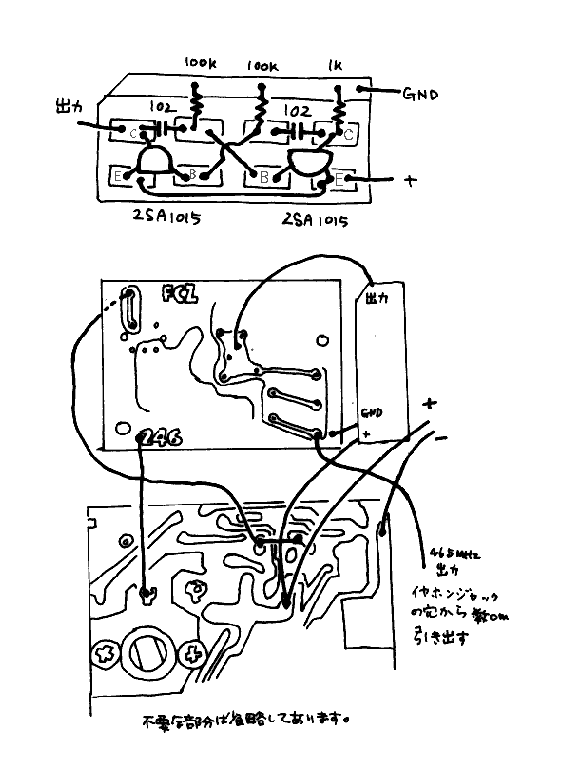 100k 100k 1k
GND
出力
102 102
C C
E B B E
+
2SA1015 2SA1015
FCZ
出力
GND
+
+
-
246
465MHz
出力
イヤホンジャック
の穴から数cm
引き出す
不要な部分は省略してあります。